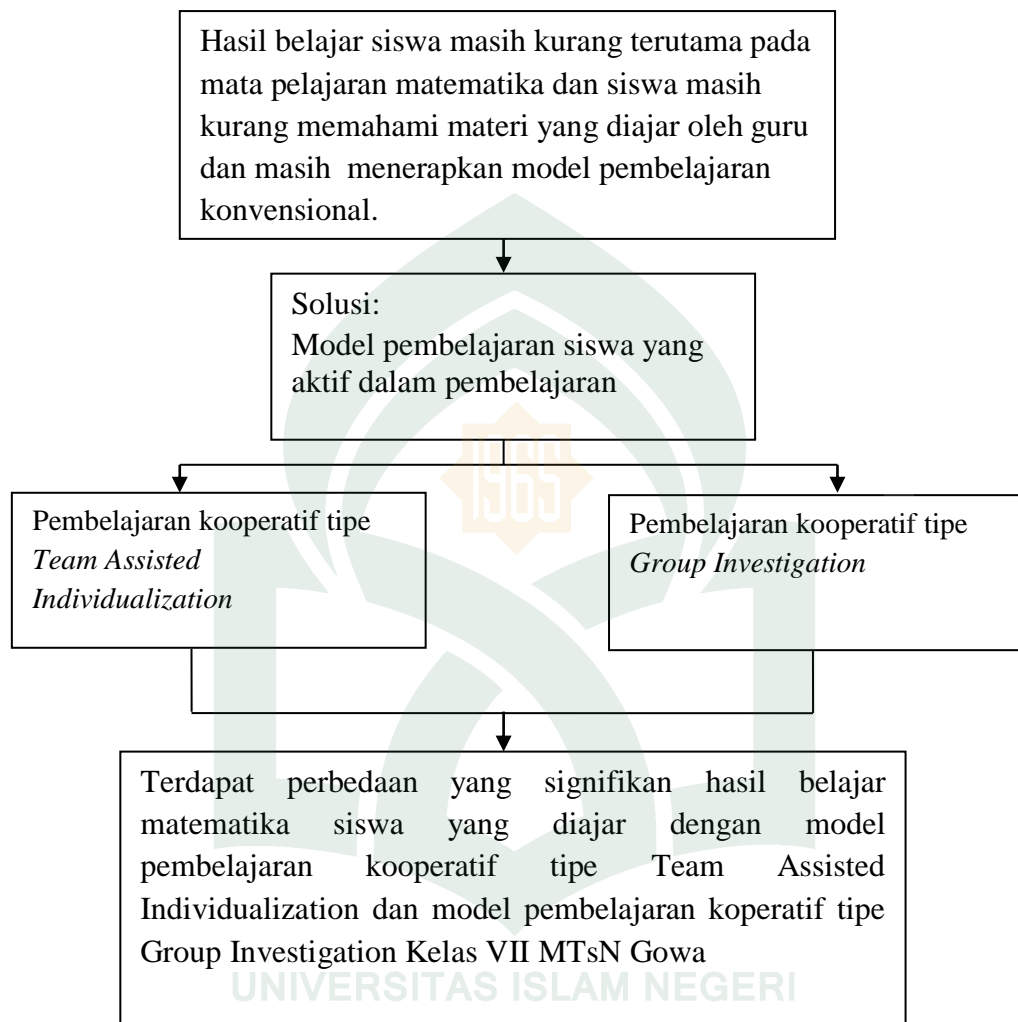 Hasil belajar siswa masih kurang terutama pada
mata pelajaran matematika dan siswa masih
kurang memahami materi yang diajar oleh guru
dan masih menerapkan model pembelajaran
konvensional.
Solusi:
Model pembelajaran siswa yang
aktif dalam pembelajaran
1965
Pembelajaran kooperatif tipe
Team Assisted
Individualization
Pembelajaran kooperatif tipe
Group Investigation
Terdapat perbedaan yang signifikan hasil belajar
matematika siswa yang diajar dengan model
pembelajaran kooperatif tipe Team Assisted
Individualization dan model pembelajaran koperatif tipe
Group Investigation Kelas VII MTsN Gowa
UNIVERSITAS ISLAM NEGERI